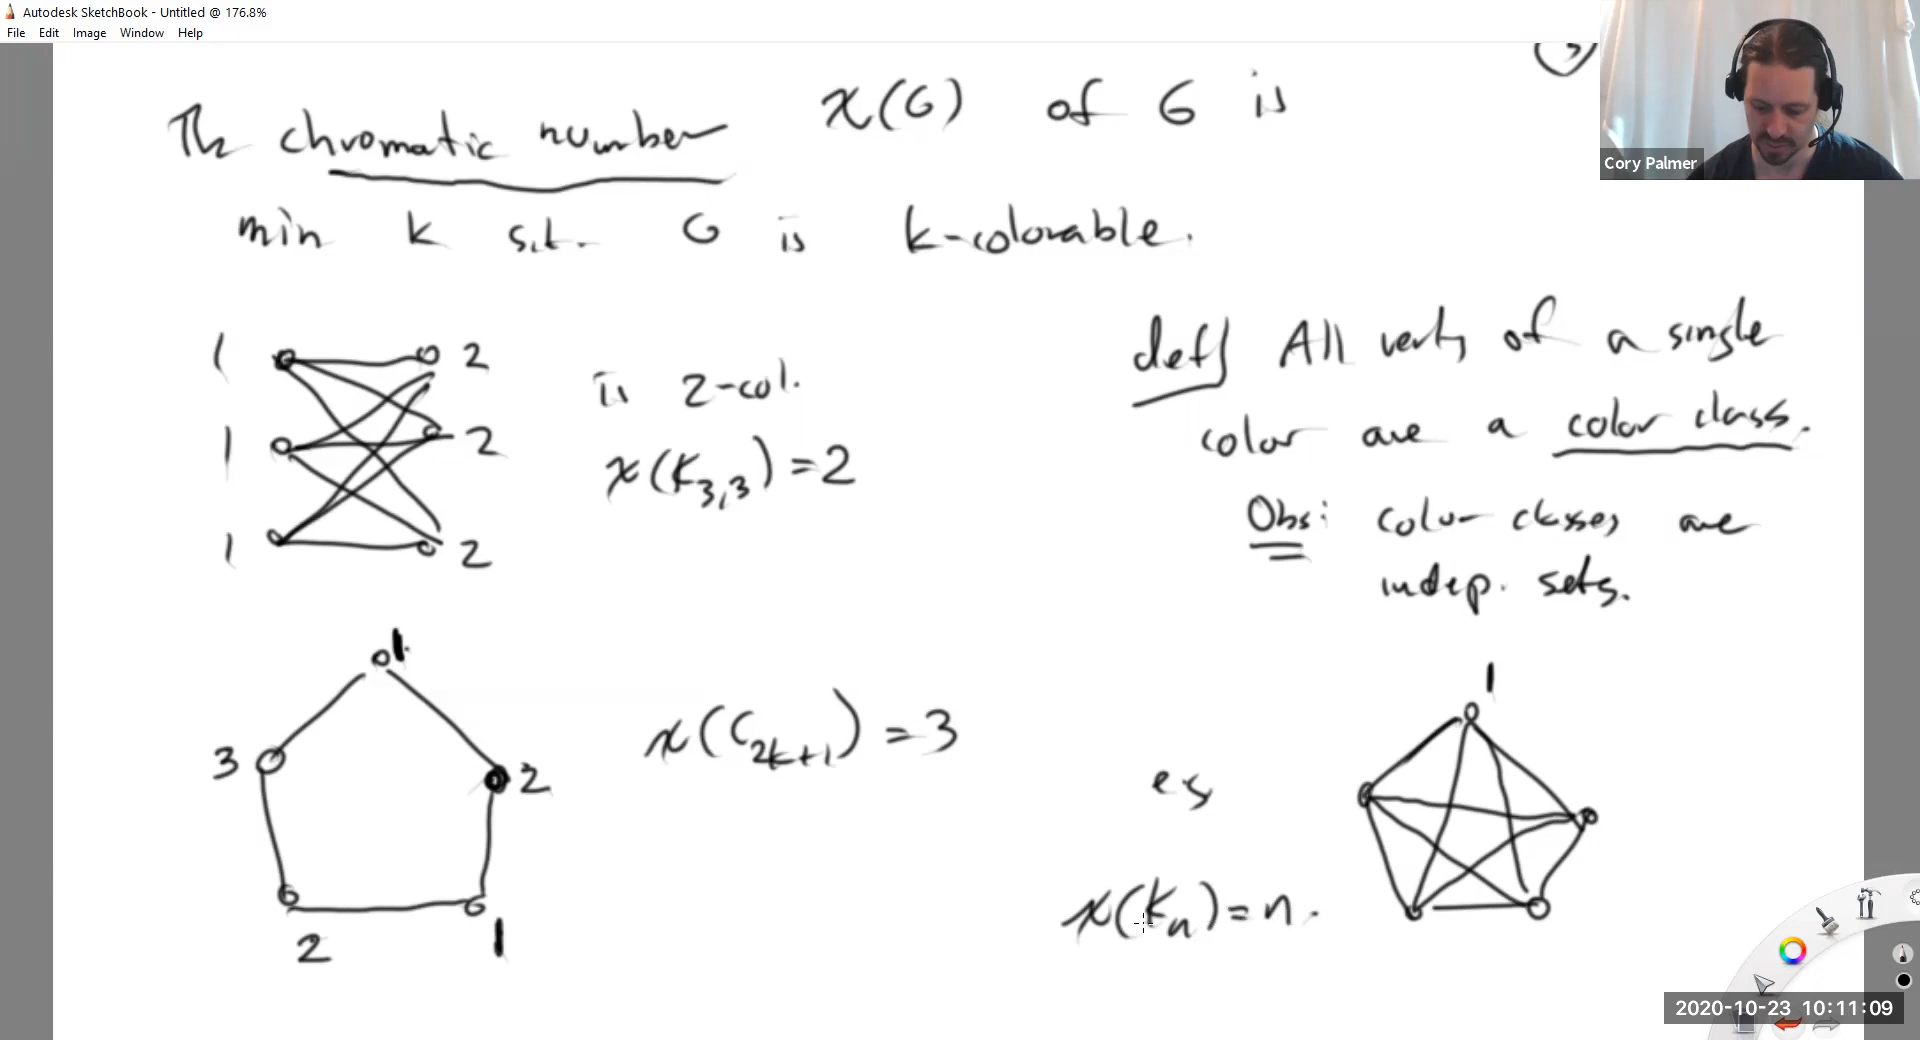 Autodesk SketchBook - Untitled @ 176.8%
File Edit Image Window Help
Cory Palmer
The chromatic number χ(G) of G is
min k s.t. G is k-colorable.
1 2
1 2
1 2
is 2-col.
χ(K3,3) = 2
def) All verts of a single
color are a color class.
Obs: color classes are
indep. sets.
1
3 2
2 1
χ(C2k+1) = 3
eg
1
χ(Kn) = n.
2020-10-23 10:11:09